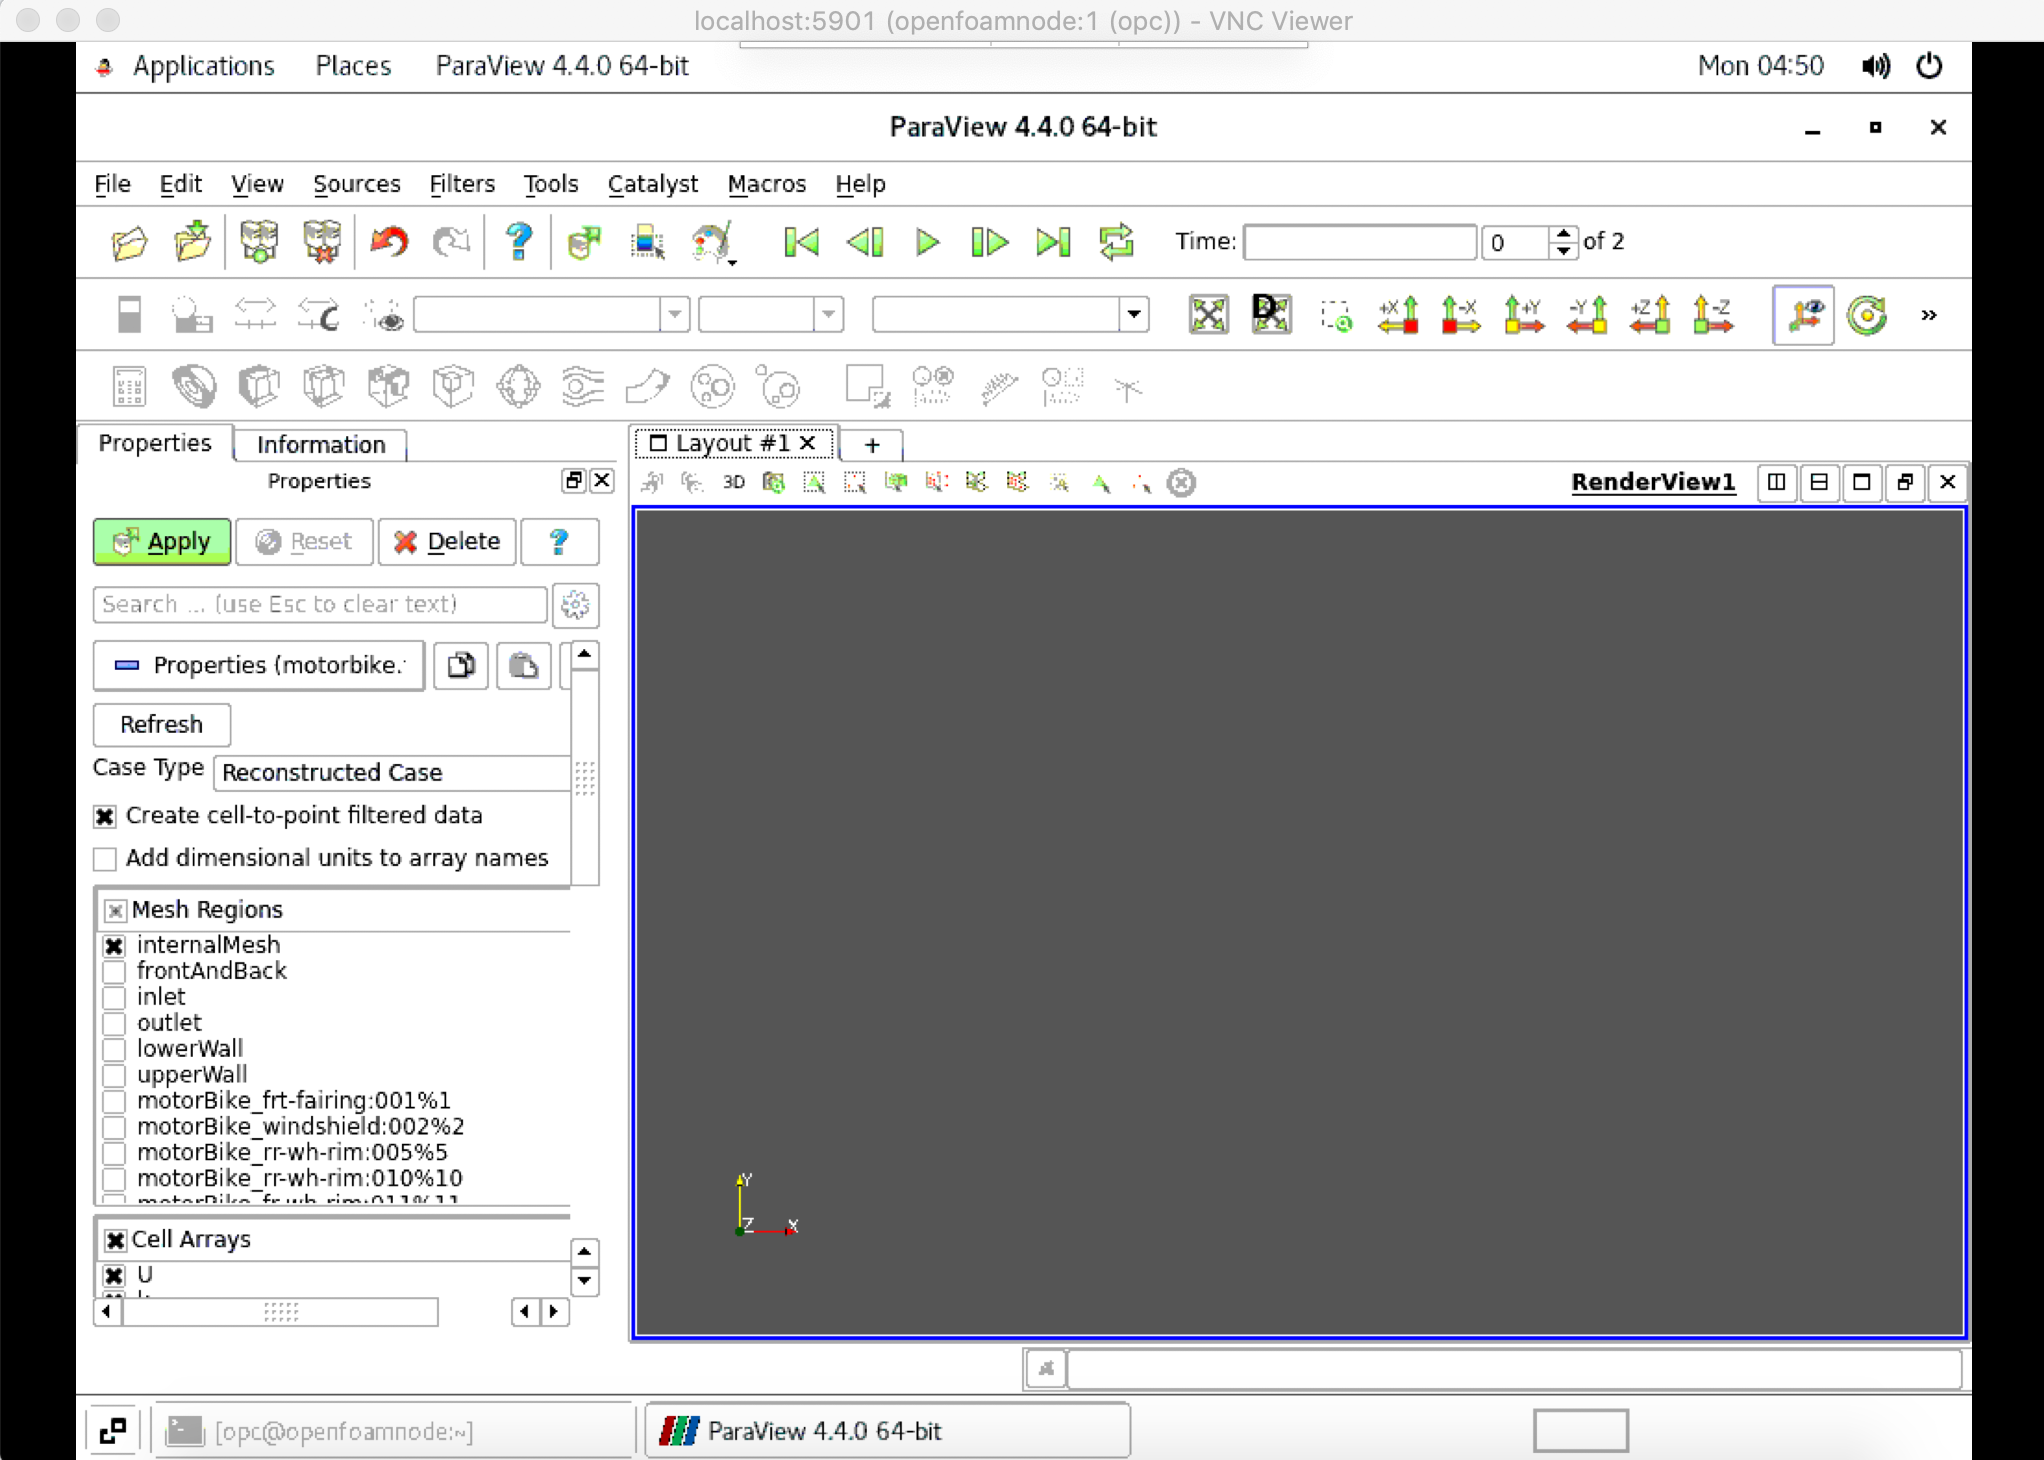 localhost:5901 (openfoamnode:1 (opc)) - VNC Viewer
Applications Places ParaView 4.4.0 64-bit Mon 04:50
ParaView 4.4.0 64-bit
File Edit View Sources Filters Tools Catalyst Macros Help
Time: 0 of 2
+X -X +Y -Y +Z -Z »
Properties Information Layout #1 +
Properties 3D RenderView1
Apply Reset Delete ?
Search ... (use Esc to clear text)
Properties (motorbike.
Refresh
Case Type Reconstructed Case
Create cell-to-point filtered data
Add dimensional units to array names
Mesh Regions
internalMesh
frontAndBack
inlet
outlet
lowerWall
upperWall
motorBike_frt-fairing:001%1
motorBike_windshield:002%2
motorBike_rr-wh-rim:005%5
motorBike_rr-wh-rim:010%10
motorBike_fr-wh-rim:011%11
Y
Z X
Cell Arrays
U
[opc@openfoamnode:~] ParaView 4.4.0 64-bit